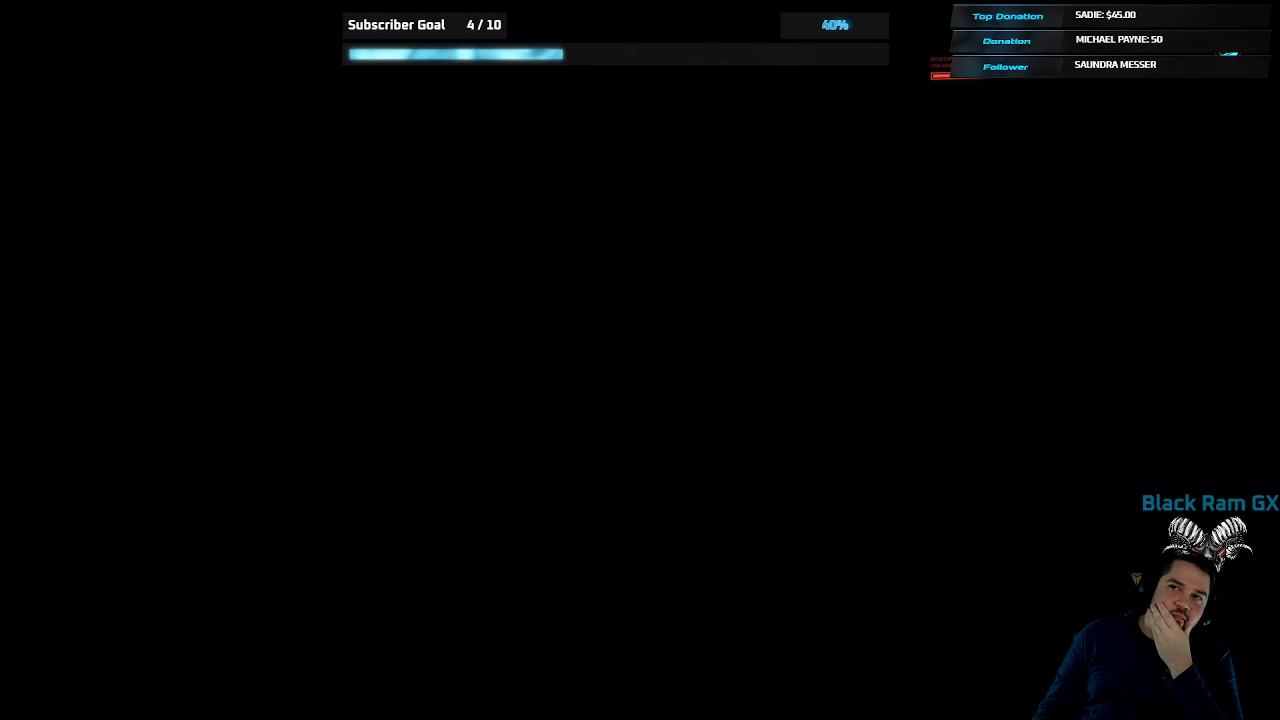 Subscriber Goal 4 / 10
40%
Top Donation SADIE: $45.00
Donation MICHAEL PAYNE: 50
Follower SAUNDRA MESSER
Black Ram GX